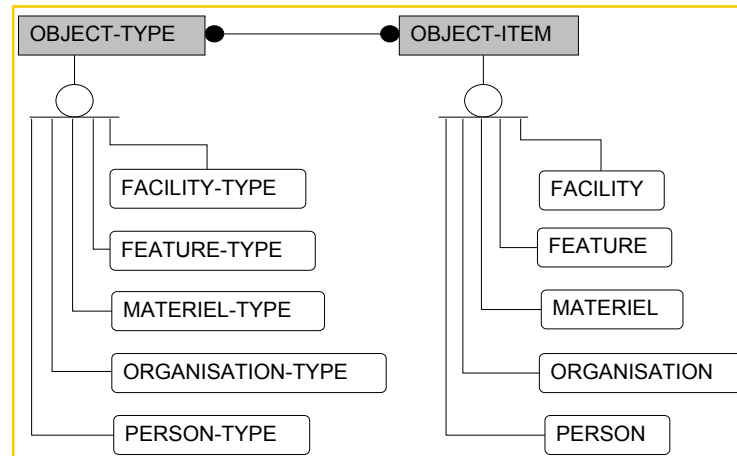 OBJECT-TYPE
OBJECT-ITEM
FACILITY-TYPE
FEATURE-TYPE
MATERIEL-TYPE
ORGANISATION-TYPE
PERSON-TYPE
FACILITY
FEATURE
MATERIEL
ORGANISATION
PERSON